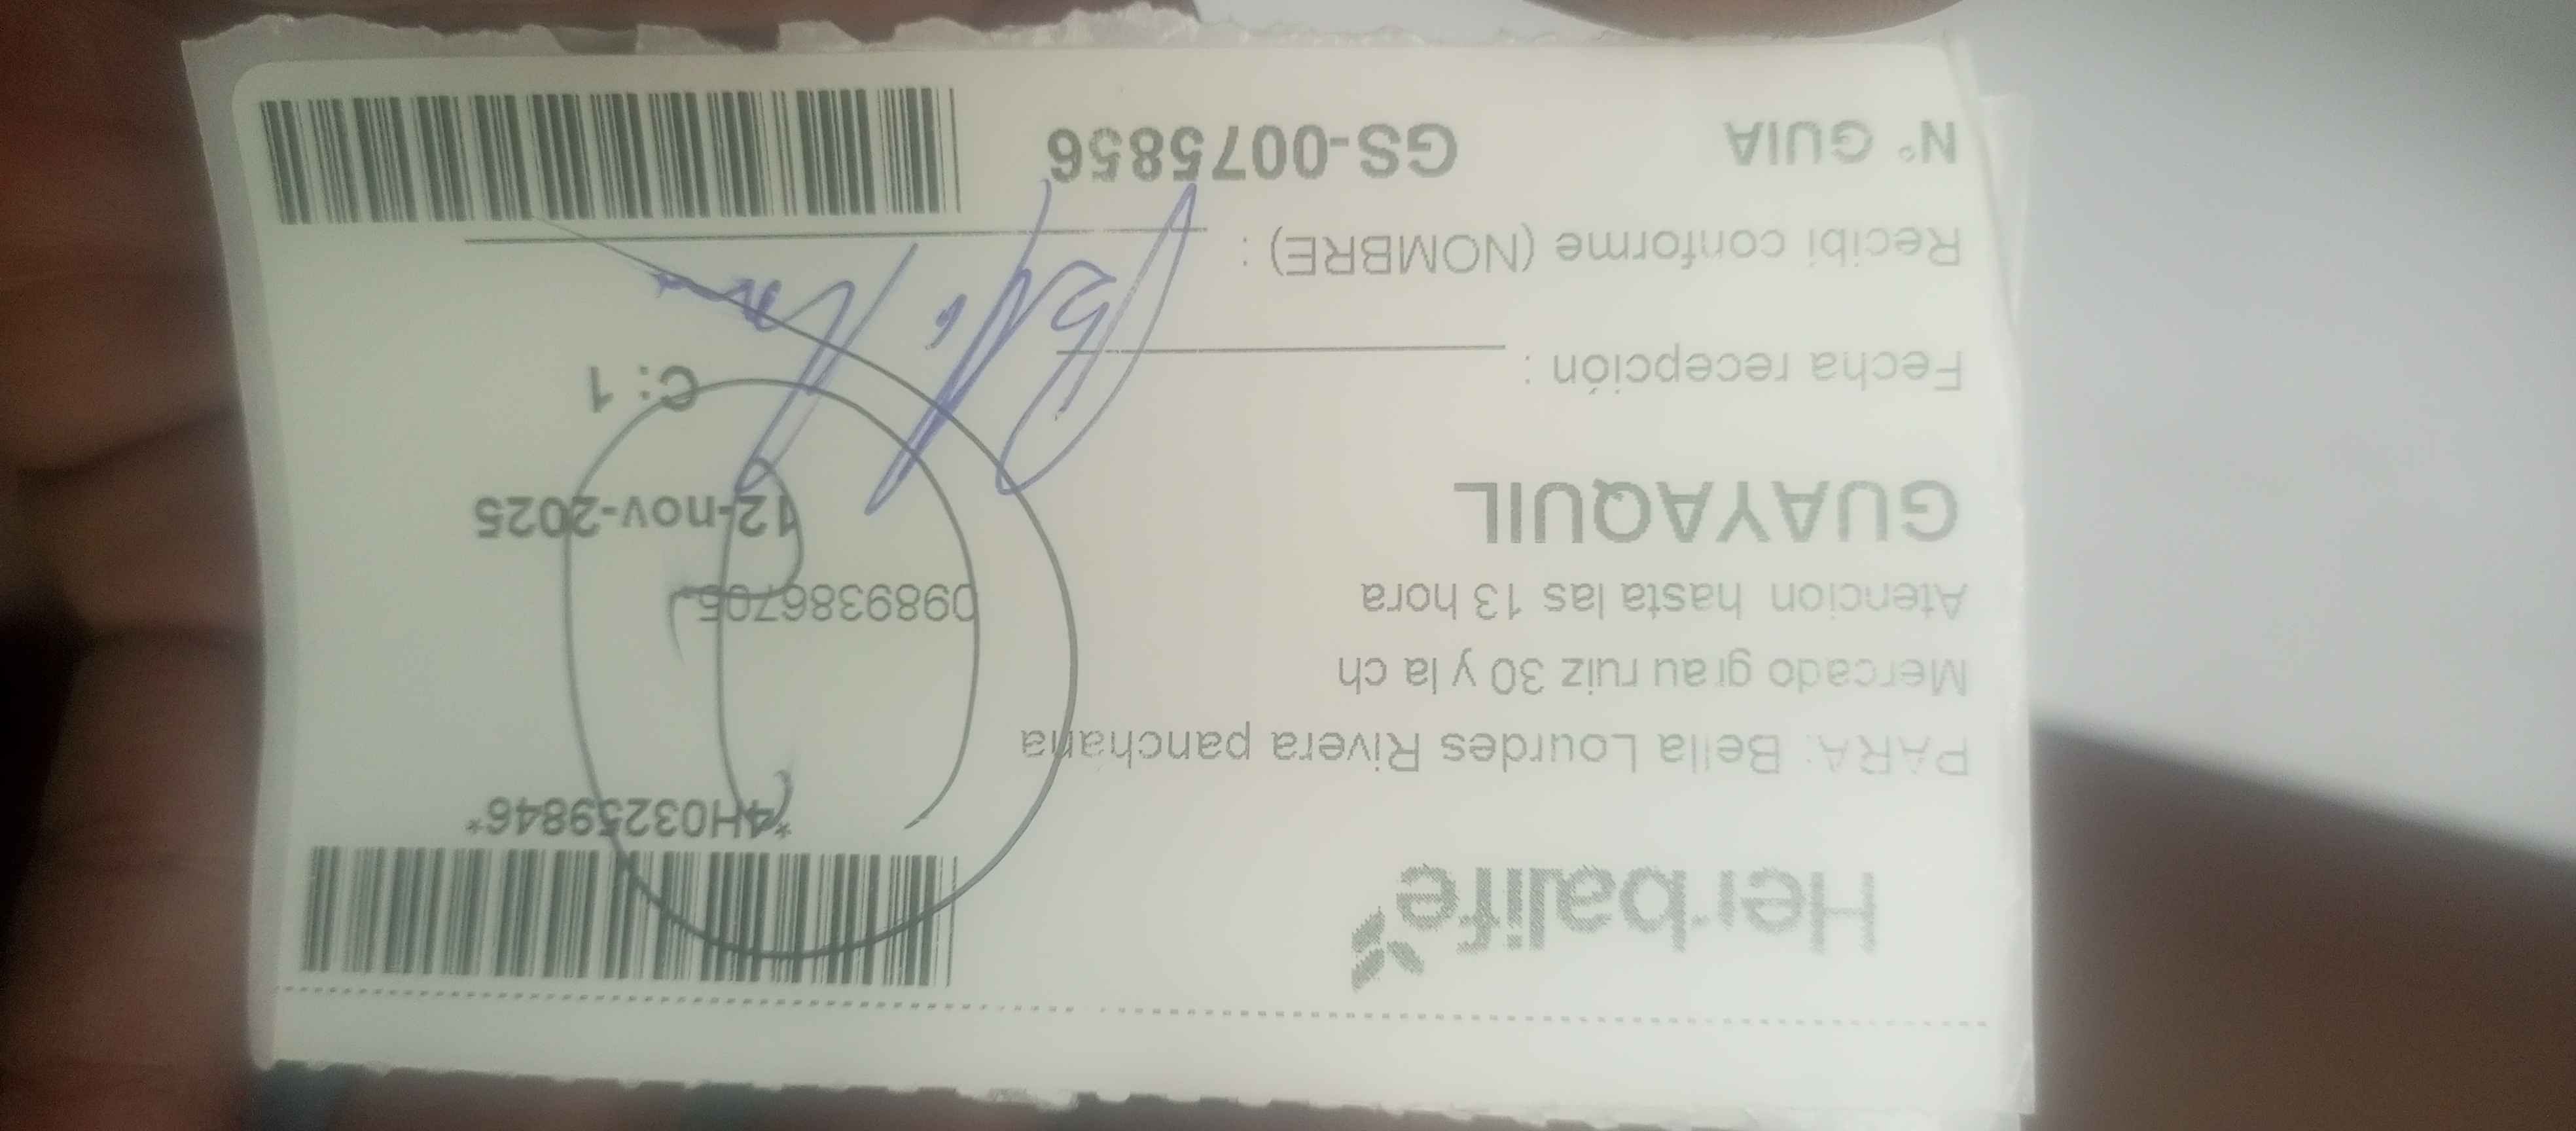 Herbalife
*4H03259846*
PARA: Bella Lourdes Rivera panchana
Mercado grau ruiz 30 y la ch
Atencion hasta las 13 hora
0989386705
GUAYAQUIL
12-nov-2025
Fecha recepción :
C: 1
Recibi conforme (NOMBRE) :
N° GUIA
GS-0075856